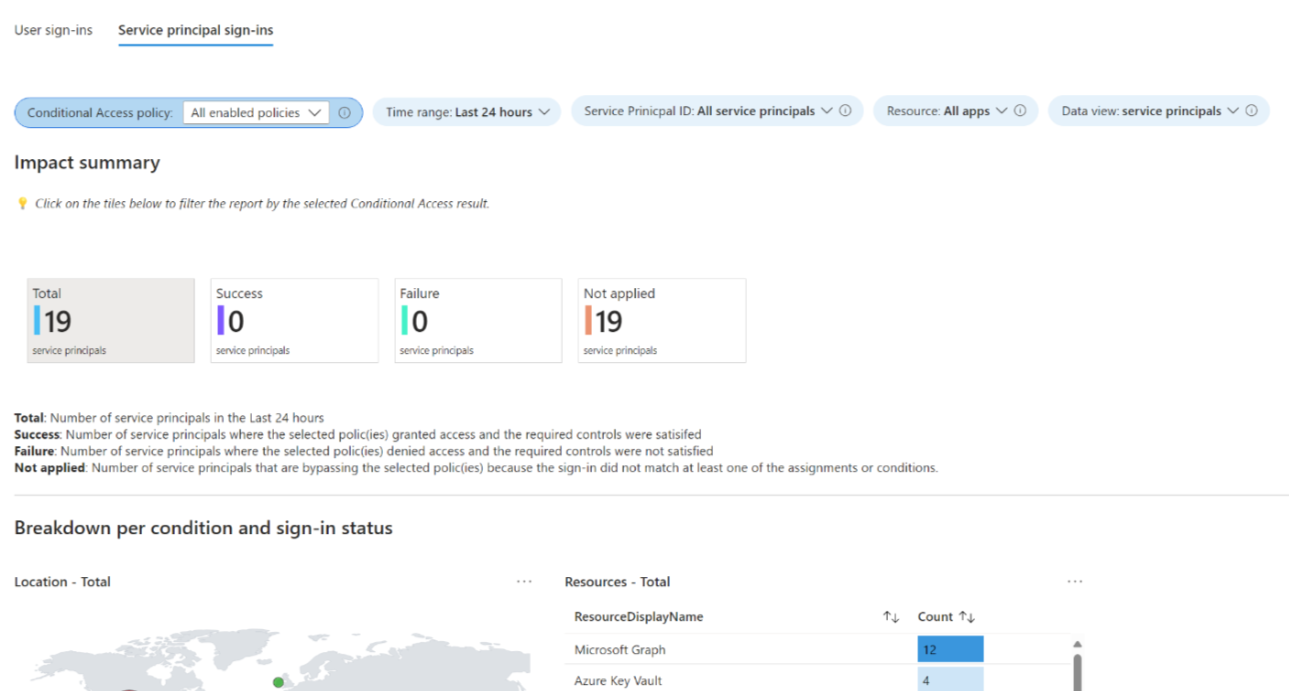 User sign-ins Service principal sign-ins
Conditional Access policy: All enabled policies Time range: Last 24 hours Service Prinicpal ID: All service principals Resource: All apps Data view: service principals
Impact summary
Click on the tiles below to filter the report by the selected Conditional Access result.
Total Success Failure Not applied
19 0 0 19
service principals service principals service principals service principals
Total: Number of service principals in the Last 24 hours
Success: Number of service principals where the selected polic(ies) granted access and the required controls were satisifed
Failure: Number of service principals where the selected polic(ies) denied access and the required controls were not satisfied
Not applied: Number of service principals that are bypassing the selected polic(ies) because the sign-in did not match at least one of the assignments or conditions.
Breakdown per condition and sign-in status
Location - Total ... Resources - Total ...
ResourceDisplayName ↑↓ Count ↑↓
Microsoft Graph 12
Azure Key Vault 4